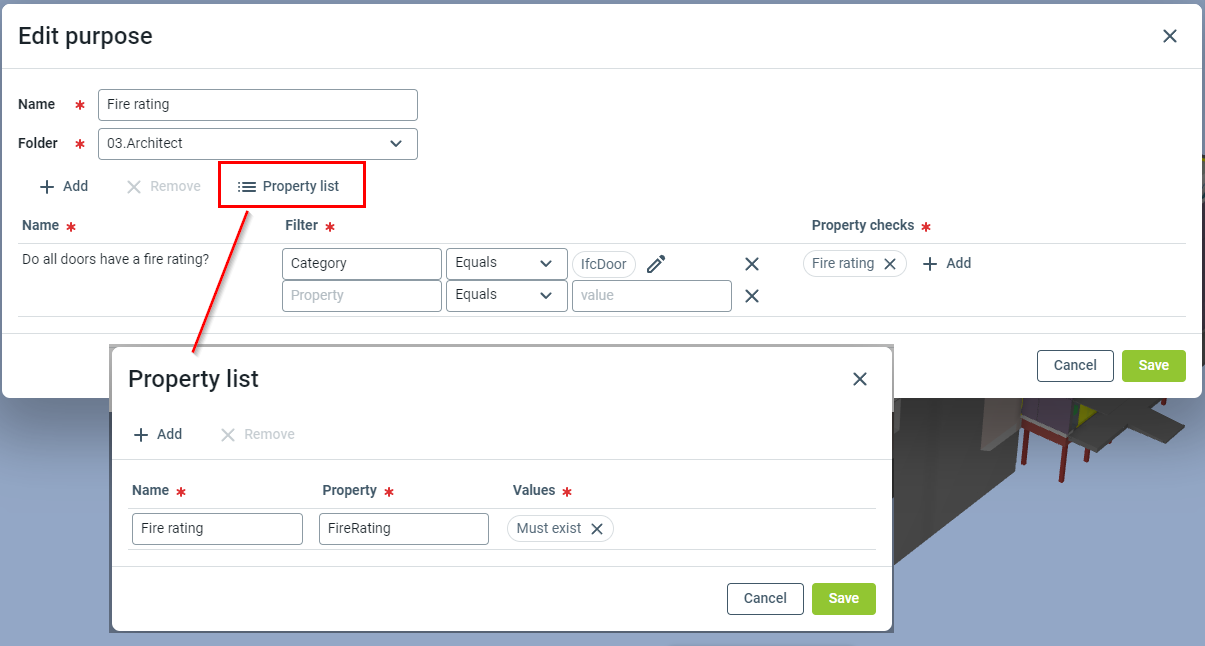 Edit purpose
Name * Fire rating
Folder * 03.Architect
Add Remove Property list
Name * Filter * Property checks *
Do all doors have a fire rating? Category Equals IfcDoor Fire rating Add
Property Equals value
Cancel Save
Property list
Add Remove
Name * Property * Values *
Fire rating FireRating Must exist
Cancel Save